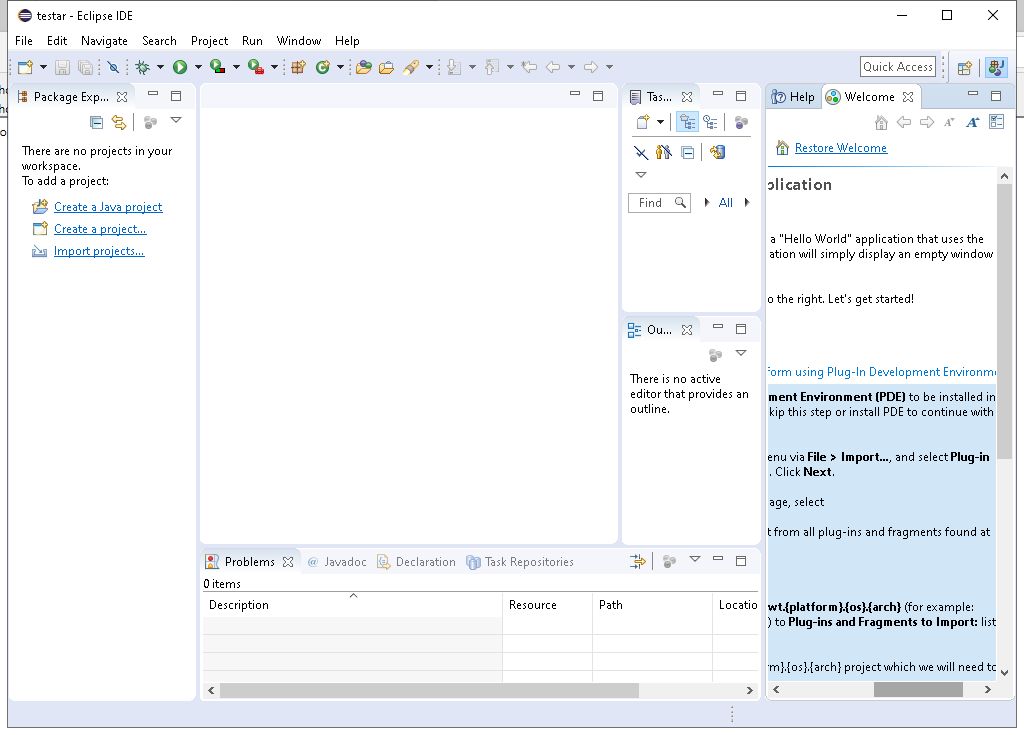 testar - Eclipse IDE
File Edit Navigate Search Project Run Window Help
Quick Access
Package Exp...
There are no projects in your
workspace.
To add a project:
Create a Java project
Create a project...
Import projects...
Tas...
Find
All
Ou...
There is no active
editor that provides an
outline.
Help
Welcome
Restore Welcome
plication
a "Hello World" application that uses the
ation will simply display an empty window
o the right. Let's get started!
form using Plug-In Development Environme
ment Environment (PDE) to be installed in
kip this step or install PDE to continue with
enu via File > Import..., and select Plug-in
. Click Next.
age, select
t from all plug-ins and fragments found at
wt.{platform}.{os}.{arch} (for example:
) to Plug-ins and Fragments to Import: list
rm}.{os}.{arch} project which we will need to
Problems @ Javadoc Declaration Task Repositories
0 items
Description Resource Path Locatio